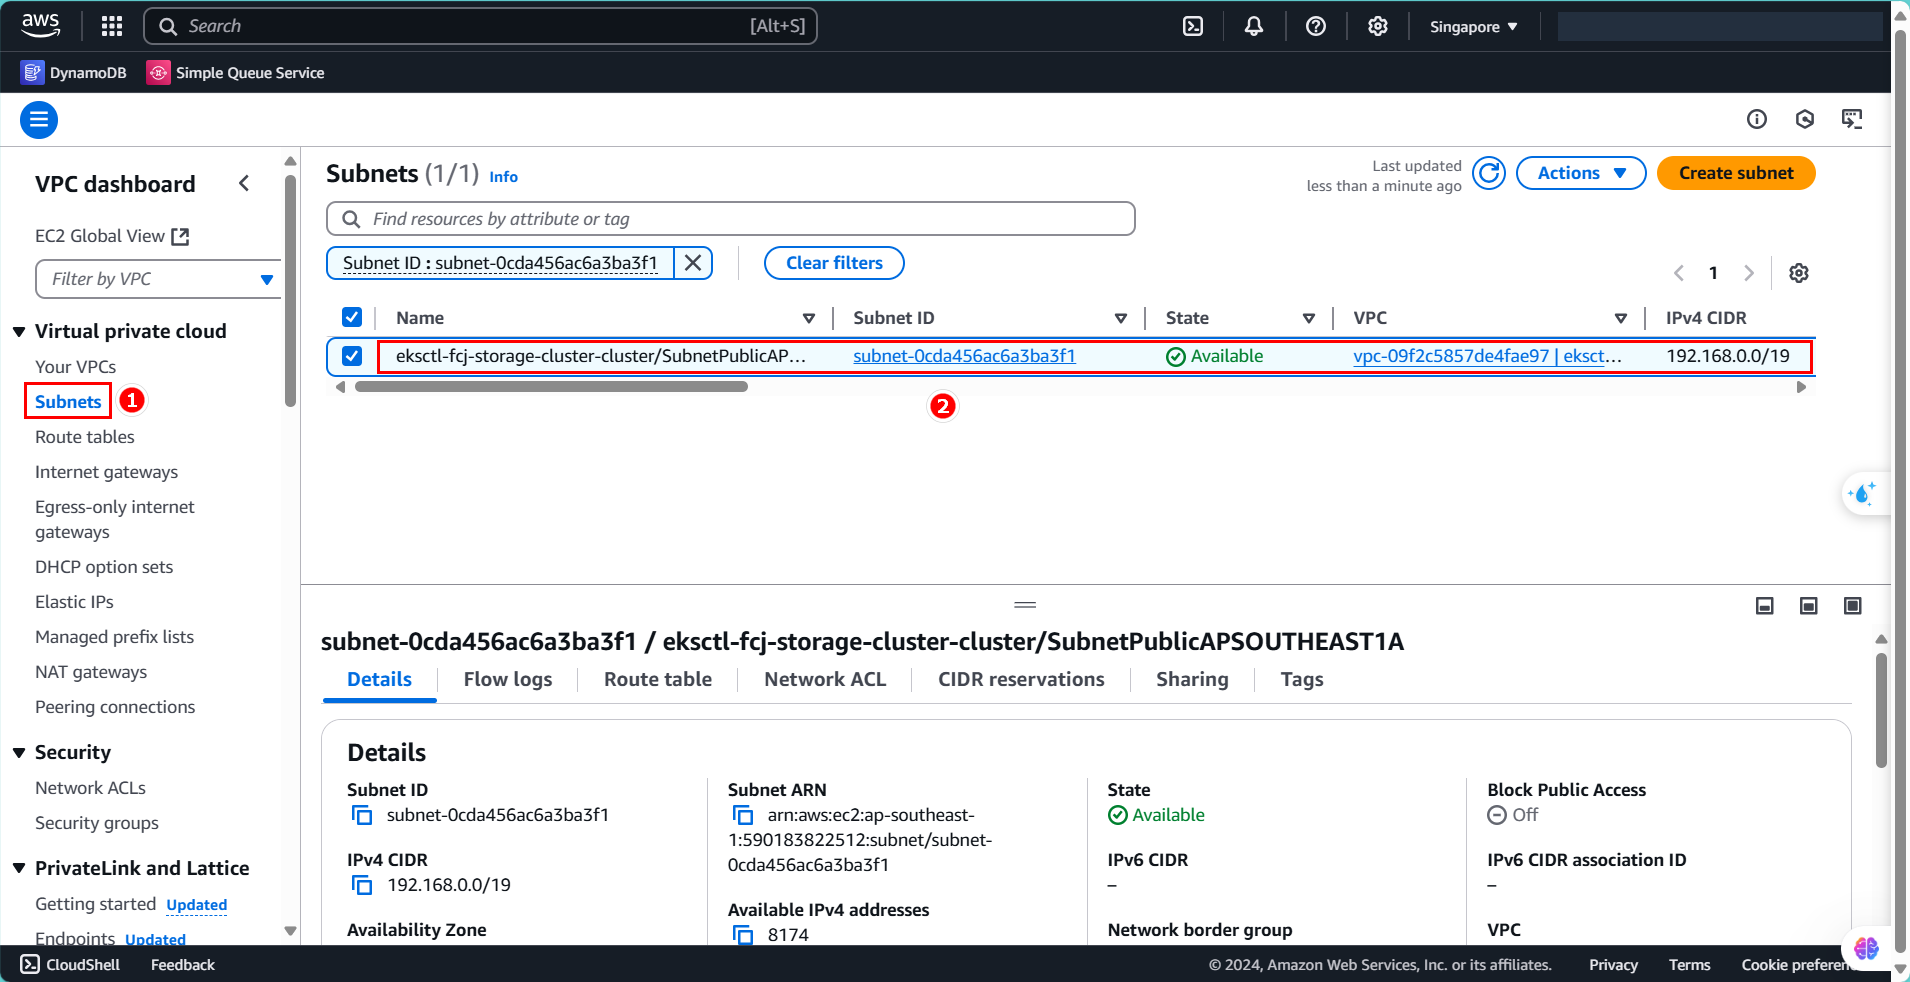 aws
Search [Alt+S]
Singapore
DynamoDB
Simple Queue Service
VPC dashboard
EC2 Global View
Filter by VPC
Virtual private cloud
Your VPCs
Subnets 1
Route tables
Internet gateways
Egress-only internet
gateways
DHCP option sets
Elastic IPs
Managed prefix lists
NAT gateways
Peering connections
Security
Network ACLs
Security groups
PrivateLink and Lattice
Getting started Updated
Endpoints Updated
Subnets (1/1) Info
Last updated
less than a minute ago
Actions
Create subnet
Find resources by attribute or tag
Subnet ID : subnet-0cda456ac6a3ba3f1
Clear filters
1
Name Subnet ID State VPC IPv4 CIDR
eksctl-fcj-storage-cluster-cluster/SubnetPublicAP... subnet-0cda456ac6a3ba3f1 Available vpc-09f2c5857de4fae97 | eksct... 192.168.0.0/19
2
subnet-0cda456ac6a3ba3f1 / eksctl-fcj-storage-cluster-cluster/SubnetPublicAPSOUTHEAST1A
Details Flow logs Route table Network ACL CIDR reservations Sharing Tags
Details
Subnet ID
subnet-0cda456ac6a3ba3f1
IPv4 CIDR
192.168.0.0/19
Availability Zone
Subnet ARN
arn:aws:ec2:ap-southeast-
1:590183822512:subnet/subnet-
0cda456ac6a3ba3f1
Available IPv4 addresses
8174
State
Available
IPv6 CIDR
–
Network border group
Block Public Access
Off
IPv6 CIDR association ID
–
VPC
CloudShell
Feedback
© 2024, Amazon Web Services, Inc. or its affiliates.
Privacy
Terms
Cookie preferen